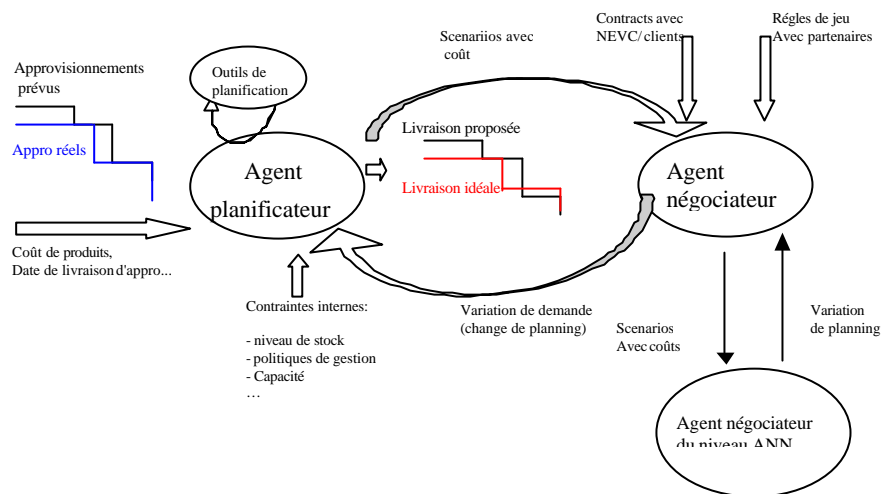 Approvisionnements
prévus
Appro réels
Coût de produits,
Date de livraison d'appro...
Outils de
planification
Agent
planificateur
Contraintes internes:
- niveau de stock
- politiques de gestion
- Capacité
…
Scenariios avec
coût
Livraison proposée
Livraison idéale
Variation de demande
(change de planning)
Contracts avec
NEVC/ clients
Régles de jeu
Avec partenaires
Agent
négociateur
Scenarios
Avec coûts
Variation
de planning
Agent négociateur
du niveau ANN